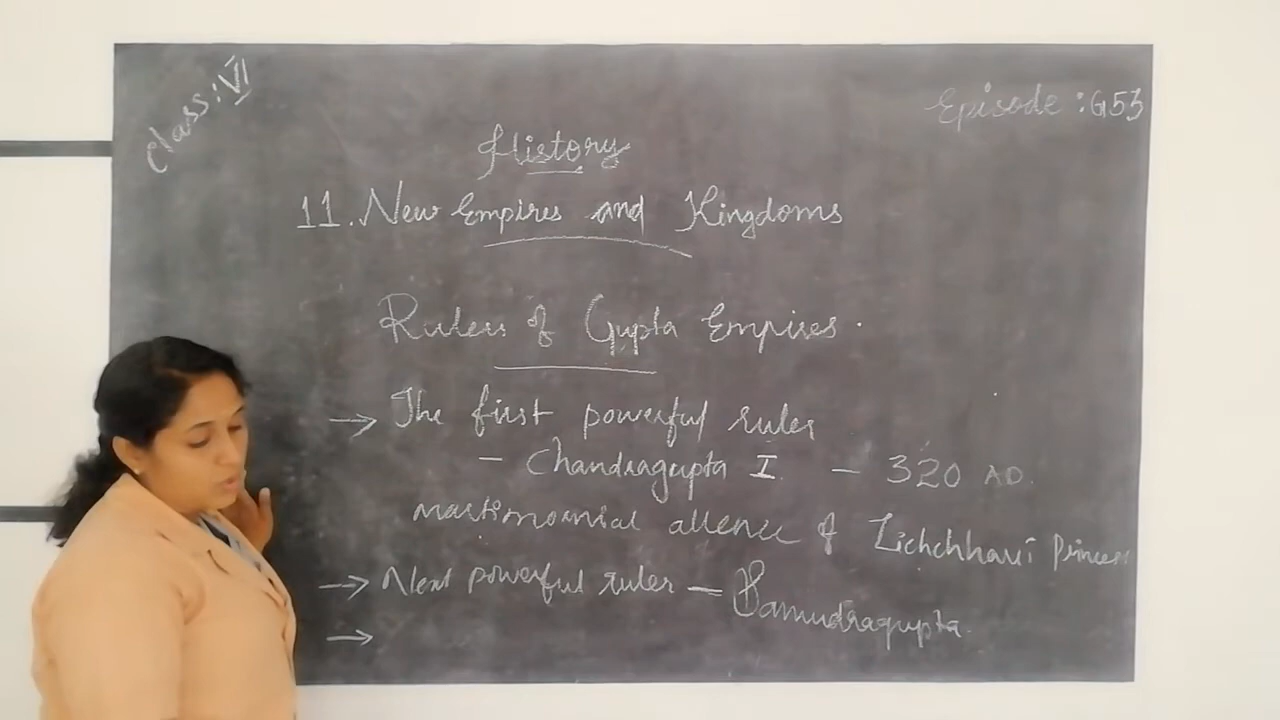 Class: VI
Episode: G53
History
11. New Empires and Kingdoms
Rulers of Gupta Empires.
→ The first powerful ruler
- Chandragupta I - 320 AD.
matrimonial allence of Lichchhavi Princess
→ Next powerful ruler - Samudragupta.
→